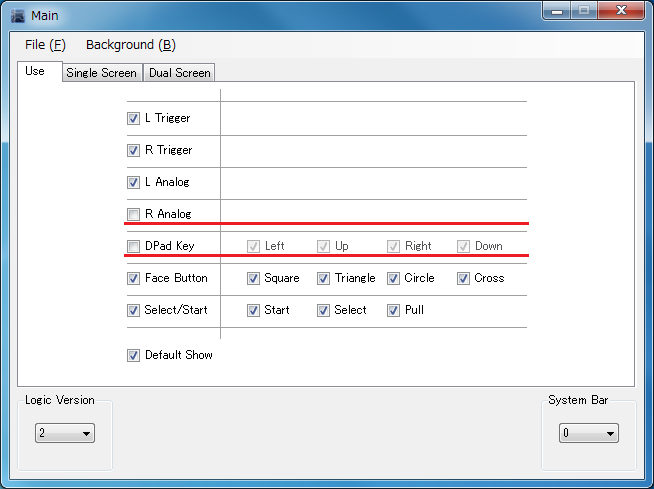 Main
File (F) Background (B)
Use Single Screen Dual Screen
L Trigger
R Trigger
L Analog
R Analog
DPad Key Left Up Right Down
Face Button Square Triangle Circle Cross
Select/Start Start Select Pull
Default Show
Logic Version System Bar
2 0